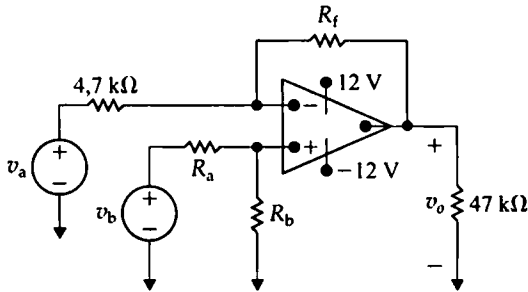 R_f
4,7 kΩ
12 V
−
+
+
−
v_a
R_a
+
−
v_b
R_b
−12 V
+
v_o
47 kΩ
−